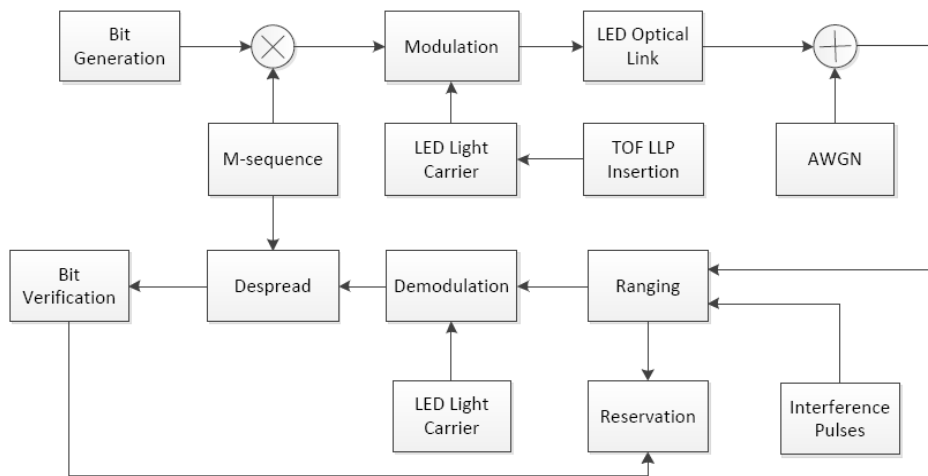 Bit
Generation
Modulation
LED Optical
Link
M-sequence
LED Light
Carrier
TOF LLP
Insertion
AWGN
Bit
Verification
Despread
Demodulation
Ranging
LED Light
Carrier
Reservation
Interference
Pulses